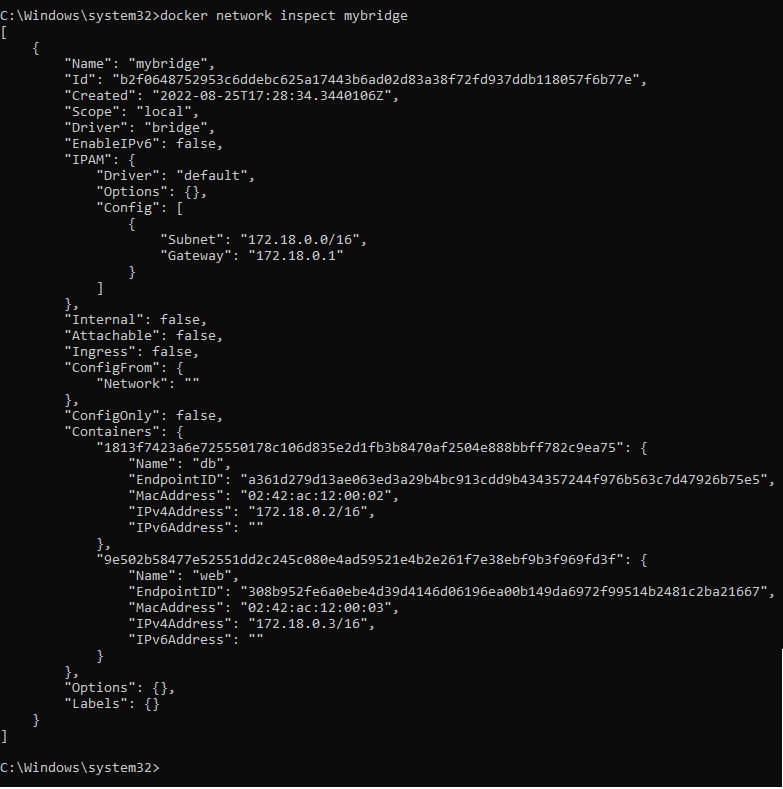 C:\Windows\system32>docker network inspect mybridge
[
    {
        "Name": "mybridge",
        "Id": "b2f0648752953c6ddebc625a17443b6ad02d83a38f72fd937ddb118057f6b77e",
        "Created": "2022-08-25T17:28:34.3440106Z",
        "Scope": "local",
        "Driver": "bridge",
        "EnableIPv6": false,
        "IPAM": {
            "Driver": "default",
            "Options": {},
            "Config": [
                {
                    "Subnet": "172.18.0.0/16",
                    "Gateway": "172.18.0.1"
                }
            ]
        },
        "Internal": false,
        "Attachable": false,
        "Ingress": false,
        "ConfigFrom": {
            "Network": ""
        },
        "ConfigOnly": false,
        "Containers": {
            "1813f7423a6e725550178c106d835e2d1fb3b8470af2504e888bbff782c9ea75": {
                "Name": "db",
                "EndpointID": "a361d279d13ae063ed3a29b4bc913cdd9b434357244f976b563c7d47926b75e5",
                "MacAddress": "02:42:ac:12:00:02",
                "IPv4Address": "172.18.0.2/16",
                "IPv6Address": ""
            },
            "9e502b58477e52551dd2c245c080e4ad59521e4b2e261f7e38ebf9b3f969fd3f": {
                "Name": "web",
                "EndpointID": "308b952fe6a0ebe4d39d4146d06196ea00b149da6972f99514b2481c2ba21667",
                "MacAddress": "02:42:ac:12:00:03",
                "IPv4Address": "172.18.0.3/16",
                "IPv6Address": ""
            }
        },
        "Options": {},
        "Labels": {}
    }
]
C:\Windows\system32>